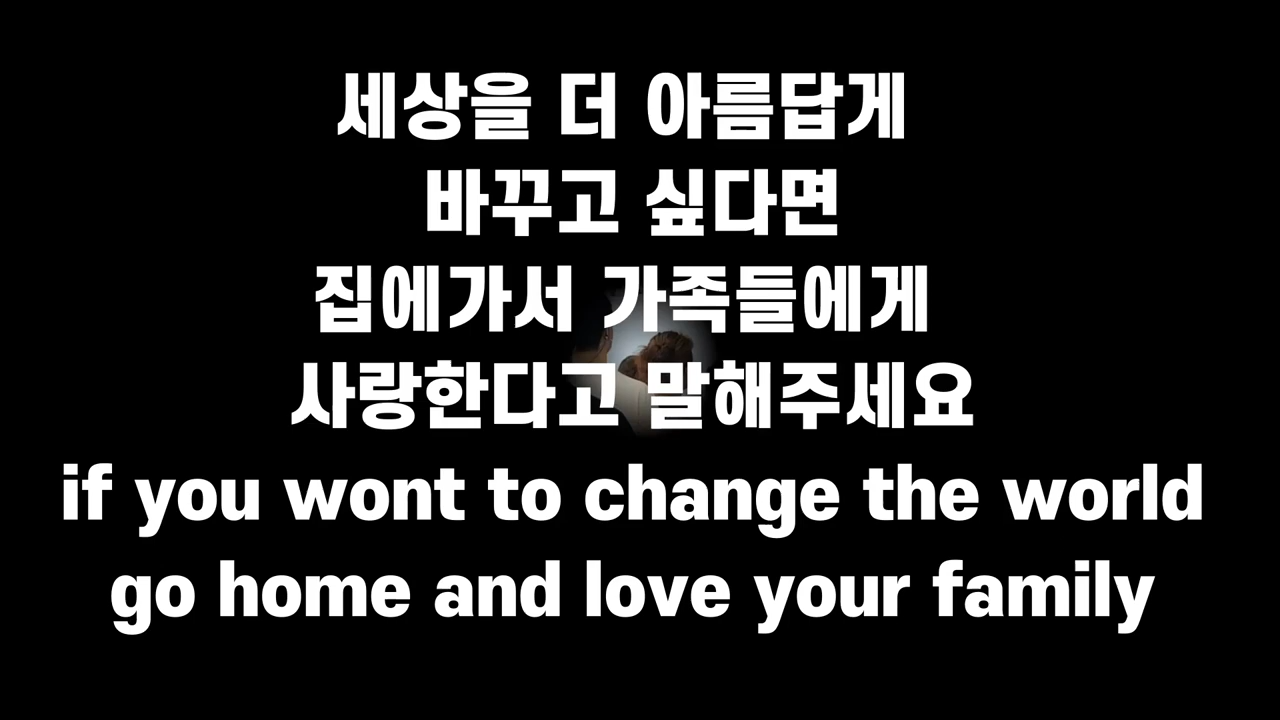 세상을 더 아름답게
바꾸고 싶다면
집에가서 가족들에게
사랑한다고 말해주세요
if you wont to change the world
go home and love your family